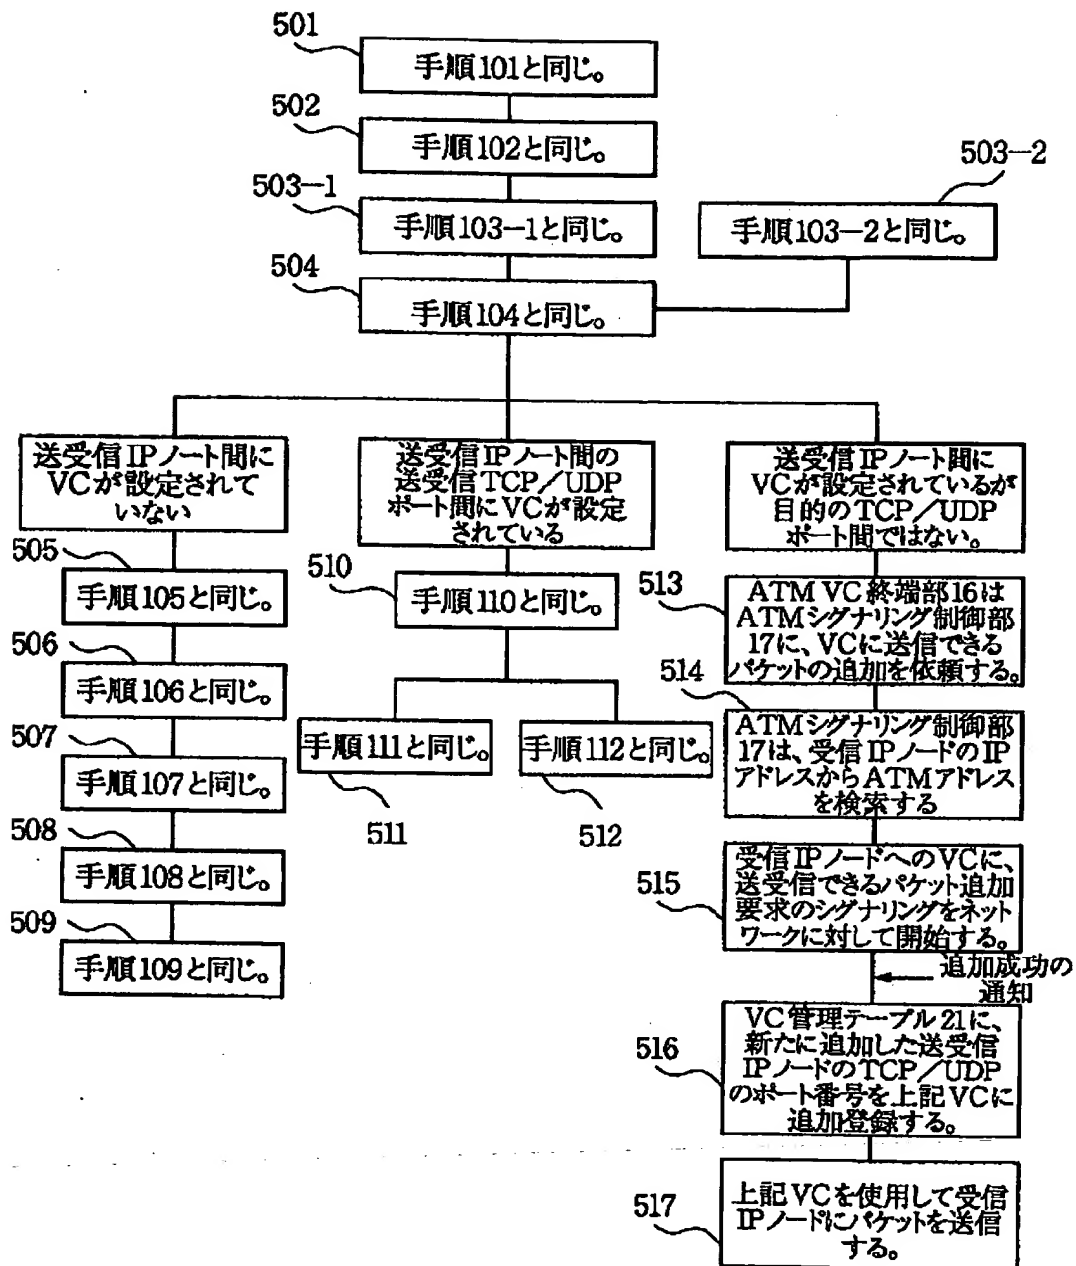 501
手順101と同じ。
502
手順102と同じ。
503-1
手順103-1と同じ。
503-2
手順103-2と同じ。
504
手順104と同じ。
送受信IPノート間に
VCが設定されて
いない
505
手順105と同じ。
506
手順106と同じ。
507
手順107と同じ。
508
手順108と同じ。
509
手順109と同じ。
送受信IPノート間の
送受信TCP／UDP
ポート間にVCが設定
されている
510
手順110と同じ。
手順111と同じ。
511
手順112と同じ。
512
送受信IPノート間に
VCが設定されているが
目的のTCP／UDP
ポート間ではない。
513
ATM VC終端部16は
ATMシグナリング制御部
17に、VCに送信できる
パケットの追加を依頼する。
514
ATMシグナリング制御部
17は、受信IPノードのIP
アドレスからATMアドレス
を検索する
515
受信IPノードへのVCに、
送受信できるパケット追加
要求のシグナリングをネット
ワークに対して開始する。
追加成功の
通知
516
VC管理テーブル21に、
新たに追加した送受信
IPノードのTCP／UDP
のポート番号を上記VCに
追加登録する。
517
上記VCを使用して受信
IPノードにパケットを送信
する。